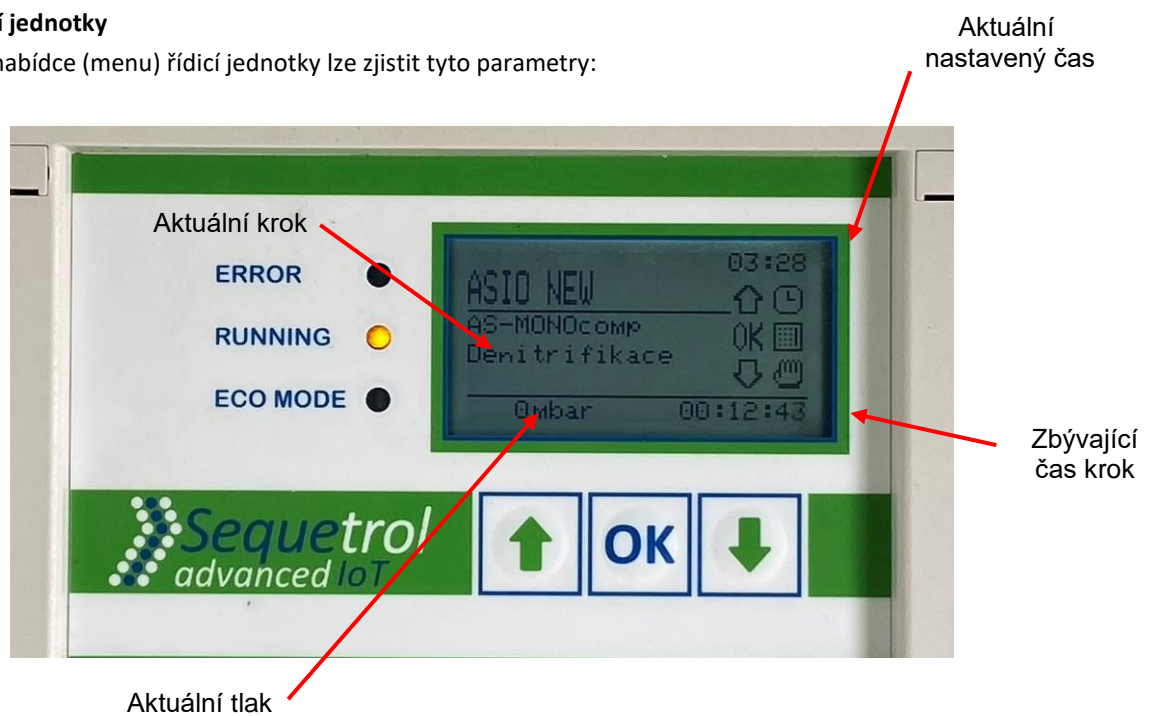 í jednotky
nabídce (menu) řídicí jednotky lze zjistit tyto parametry:
Aktuální
nastavený čas
Aktuální krok
ERROR
RUNNING
ECO MODE
03:28
ASIO NEW
AS-MONOcomp
OK
Denitrifikace
0mbar 00:12:43
Zbývající
čas krok
Sequetrol
advanced IoT
OK
Aktuální tlak